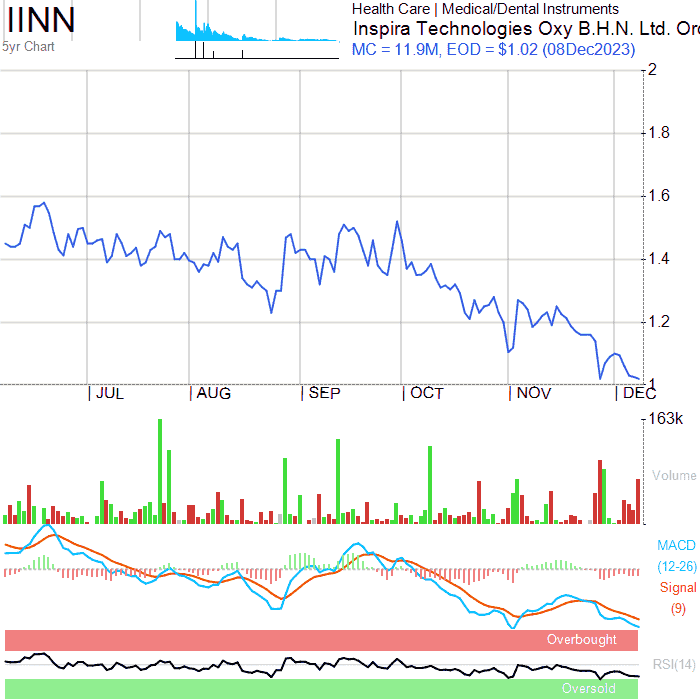 IINN
5yr Chart
Health Care | Medical/Dental Instruments
Inspira Technologies Oxy B.H.N. Ltd. Ord
MC = 11.9M, EOD = $1.02 (08Dec2023)
2
1.8
1.6
1.4
1.2
1
JUL AUG SEP OCT NOV DEC
163k
Volume
MACD
(12-26)
Signal
(9)
Overbought
RSI(14)
Oversold